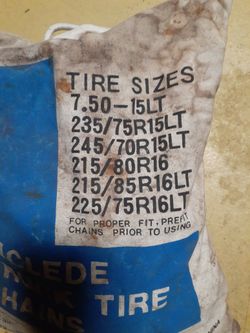 TIRE SIZES
7.50-15LT
235/75R15LT
245/70R15LT
215/80R16
215/85R16LT
225/75R16LT
FOR PROPER FIT, PREFIT
CHAINS PRIOR TO USING
CLEDE
TIRE
HAINS